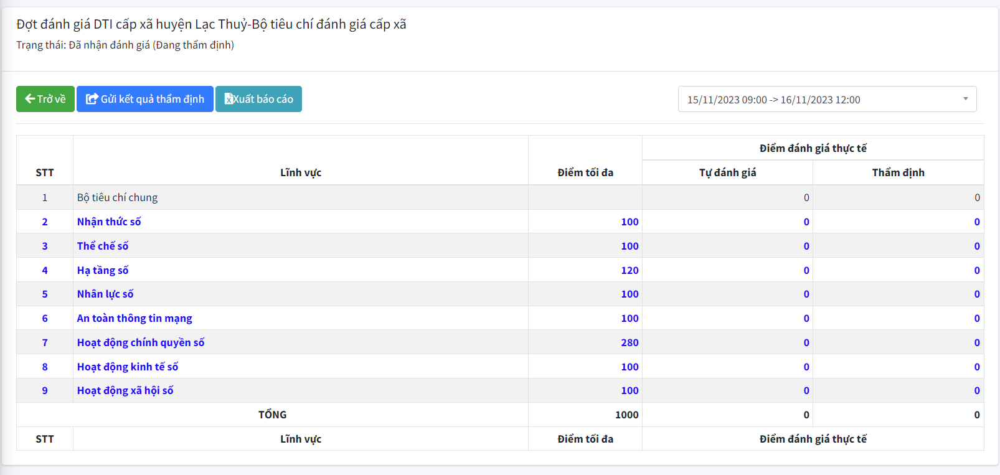 Đợt đánh giá DTI cấp xã huyện Lạc Thuỷ-Bộ tiêu chí đánh giá cấp xã
Trạng thái: Đã nhận đánh giá (Đang thẩm định)
Trở về Gửi kết quả thẩm định Xuất báo cáo 15/11/2023 09:00 -> 16/11/2023 12:00
Điểm đánh giá thực tế
STT Lĩnh vực Điểm tối đa Tự đánh giá Thẩm định
1 Bộ tiêu chí chung 0 0
2 Nhận thức số 100 0 0
3 Thể chế số 100 0 0
4 Hạ tầng số 120 0 0
5 Nhân lực số 100 0 0
6 An toàn thông tin mạng 100 0 0
7 Hoạt động chính quyền số 280 0 0
8 Hoạt động kinh tế số 100 0 0
9 Hoạt động xã hội số 100 0 0
TỔNG 1000 0 0
STT Lĩnh vực Điểm tối đa Điểm đánh giá thực tế